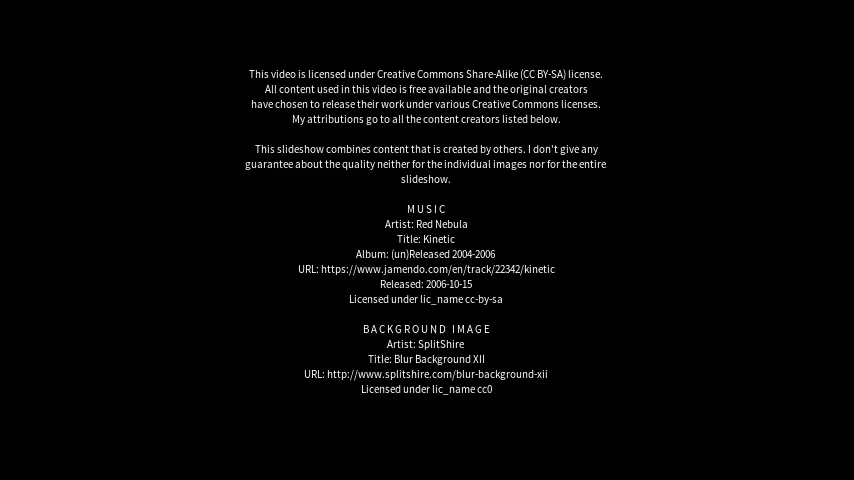 This video is licensed under Creative Commons Share-Alike (CC BY-SA) license.
All content used in this video is free available and the original creators
have chosen to release their work under various Creative Commons licenses.
My attributions go to all the content creators listed below.
This slideshow combines content that is created by others. I don't give any
guarantee about the quality neither for the individual images nor for the entire
slideshow.
MUSIC
Artist: Red Nebula
Title: Kinetic
Album: (un)Released 2004-2006
URL: https://www.jamendo.com/en/track/22342/kinetic
Released: 2006-10-15
Licensed under lic_name cc-by-sa
BACKGROUND IMAGE
Artist: SplitShire
Title: Blur Background XII
URL: http://www.splitshire.com/blur-background-xii
Licensed under lic_name cc0